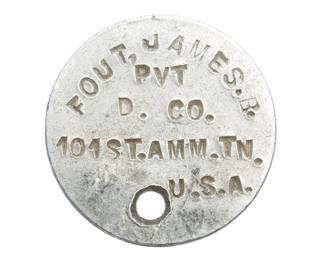 FOUT, JAMES.B.
PVT
D. CO.
101ST.AMM.TN.
U.S.A.